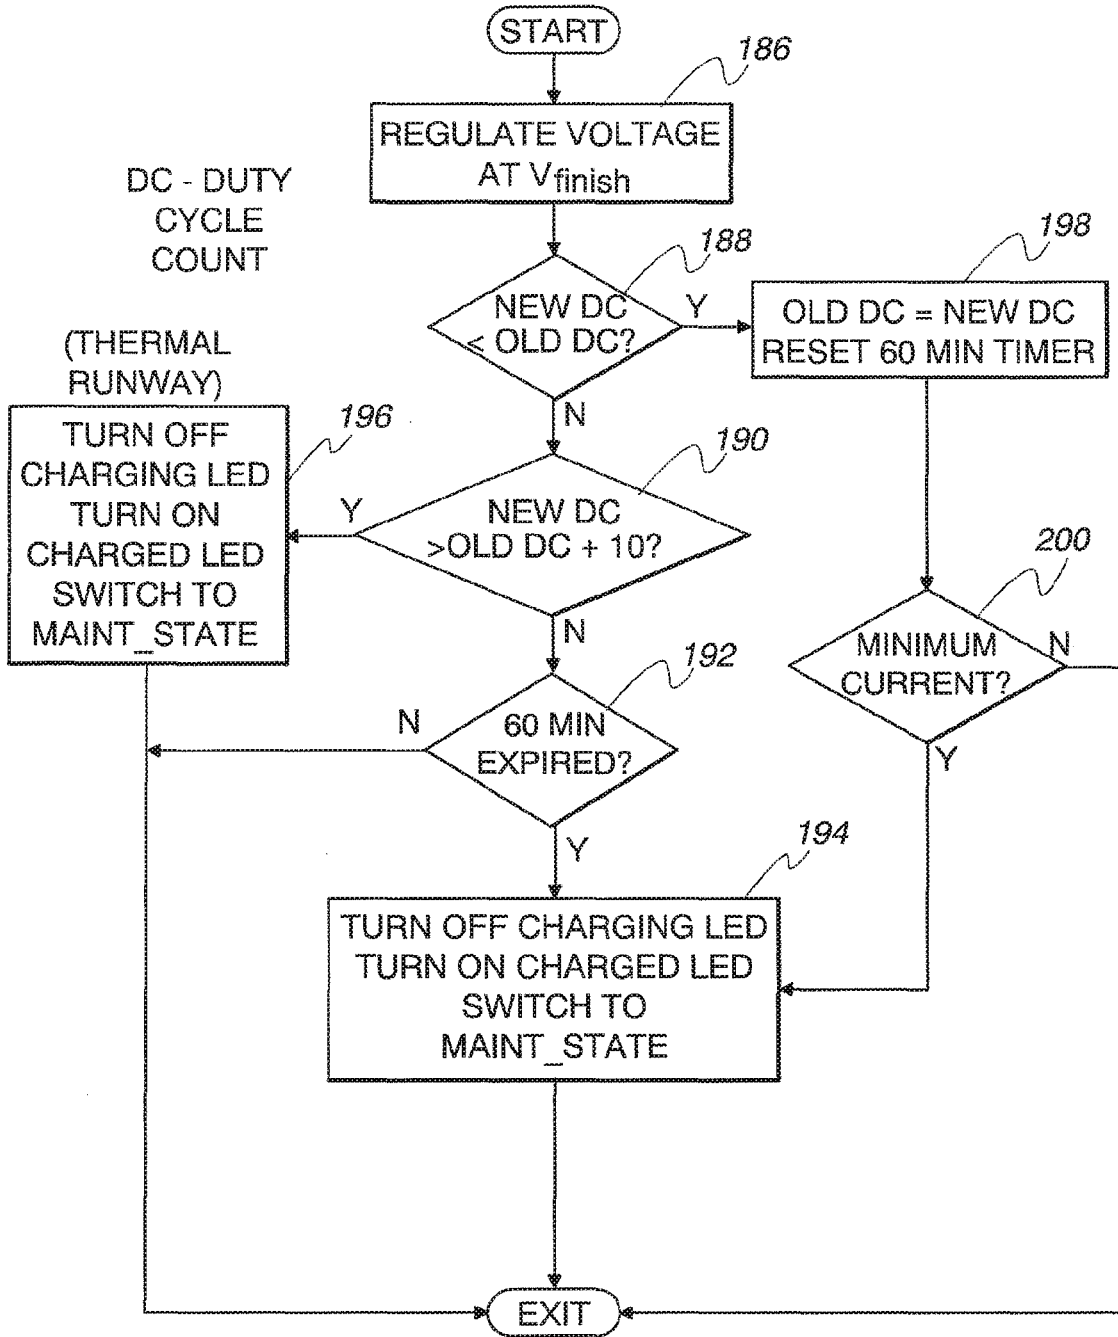 START
186
REGULATE VOLTAGE
AT Vfinish
DC - DUTY
CYCLE
COUNT
188
NEW DC
< OLD DC?
Y
N
198
OLD DC = NEW DC
RESET 60 MIN TIMER
(THERMAL
RUNWAY)
196
TURN OFF
CHARGING LED
TURN ON
CHARGED LED
SWITCH TO
MAINT_STATE
190
NEW DC
>OLD DC + 10?
Y
N
200
MINIMUM
CURRENT?
N
Y
192
60 MIN
EXPIRED?
N
Y
194
TURN OFF CHARGING LED
TURN ON CHARGED LED
SWITCH TO
MAINT_STATE
EXIT